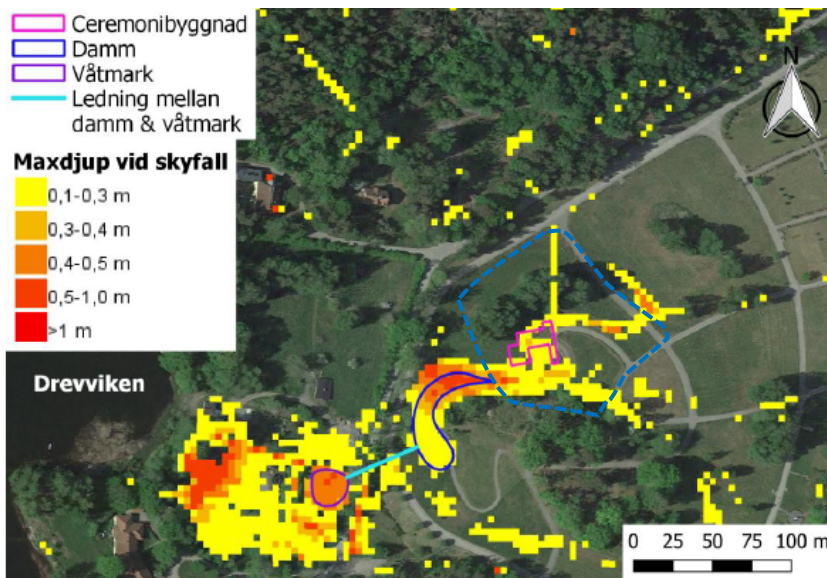 Ceremonibyggnad
Damm
Våtmark
Ledning mellan
damm & våtmark
Maxdjup vid skyfall
0,1-0,3 m
0,3-0,4 m
0,4-0,5 m
0,5-1,0 m
>1 m
N
Drevviken
0 25 50 75 100 m